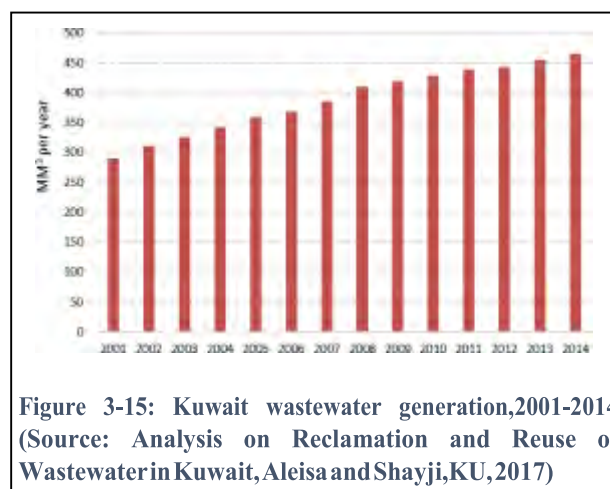 500
450
400
350
300
250
200
150
100
50
0
MM³ per year
2001 2002 2003 2004 2005 2006 2007 2008 2009 2010 2011 2012 2013 2014
Figure 3-15: Kuwait wastewater generation,2001-2014
(Source: Analysis on Reclamation and Reuse o
Wastewater in Kuwait, Aleisa and Shayji, KU, 2017)